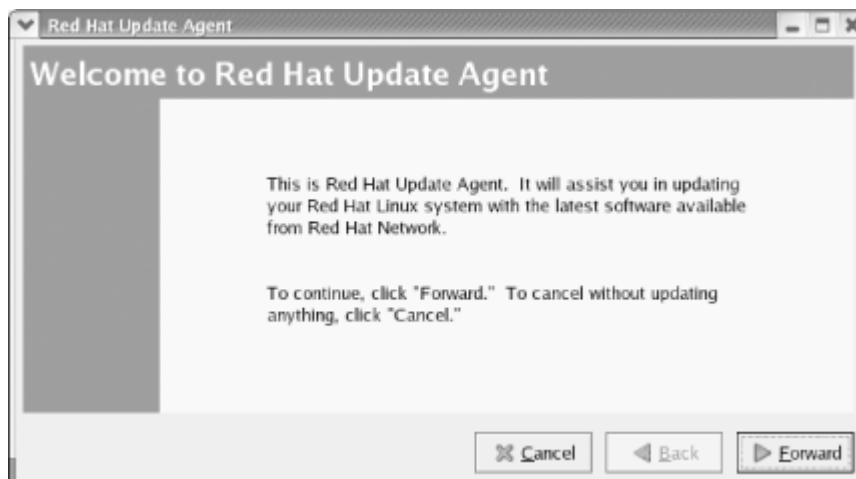 Red Hat Update Agent
Welcome to Red Hat Update Agent
This is Red Hat Update Agent. It will assist you in updating
your Red Hat Linux system with the latest software available
from Red Hat Network.
To continue, click "Forward." To cancel without updating
anything, click "Cancel."
Cancel
Back
Forward